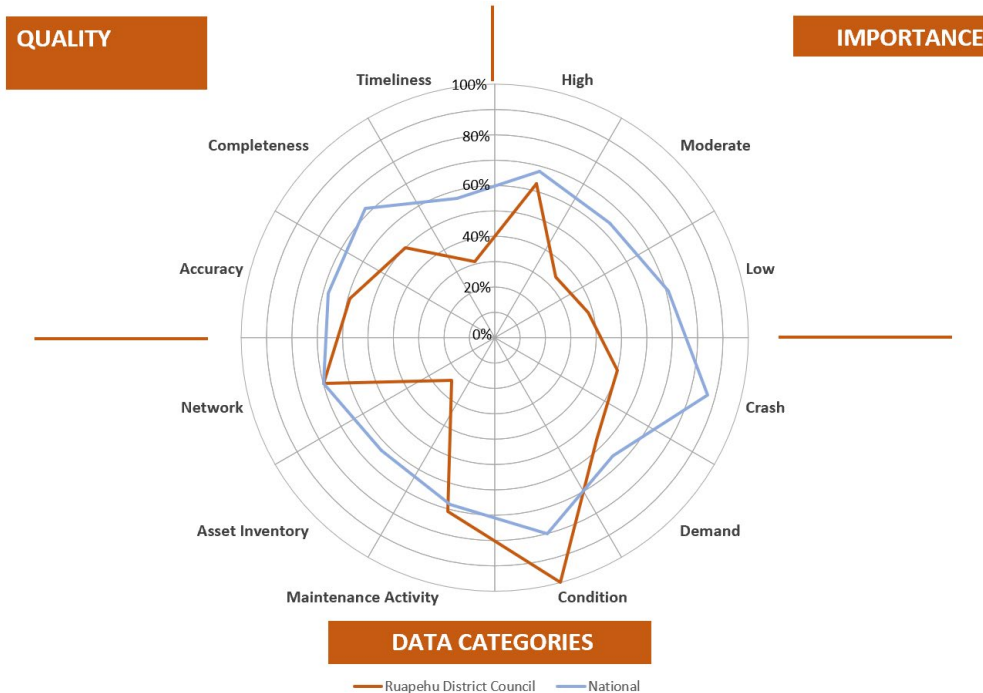 QUALITY
IMPORTANCE
Timeliness
100%
High
Completeness
80%
Moderate
60%
Accuracy
40%
Low
20%
0%
Network
Crash
Asset Inventory
Demand
Maintenance Activity
Condition
DATA CATEGORIES
Ruapehu District Council
National